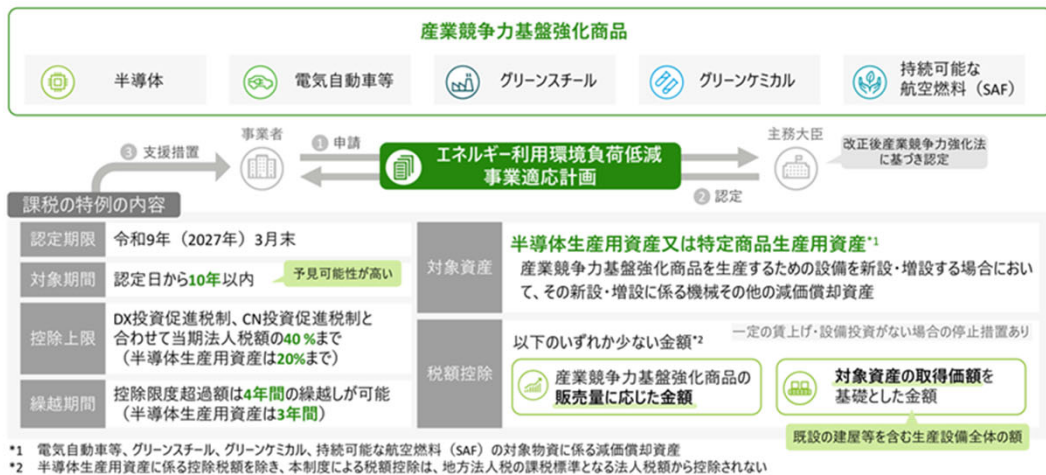 産業競争力基盤強化商品
半導体
電気自動車等
グリーンスチール
グリーンケミカル
持続可能な
航空燃料（SAF）
事業者
主務大臣
3 支援措置
1 申請
エネルギー利用環境負荷低減
事業適応計画
2 認定
改正後産業競争力強化法
に基づき認定
課税の特例の内容
認定期限
令和9年（2027年）3月末
対象期間
認定日から10年以内
予見可能性が高い
控除上限
DX投資促進税制、CN投資促進税制と
合わせて当期法人税額の40％まで
（半導体生産用資産は20%まで）
繰越期間
控除限度超過額は4年間の繰越しが可能
（半導体生産用資産は3年間）
対象資産
半導体生産用資産又は特定商品生産用資産*1
産業競争力基盤強化商品を生産するための設備を新設・増設する場合におい
て、その新設・増設に係る機械その他の減価償却資産
税額控除
以下のいずれか少ない金額*2
一定の賃上げ・設備投資がない場合の停止措置あり
産業競争力基盤強化商品の
販売量に応じた金額
対象資産の取得価額を
基礎とした金額
既設の建屋等を含む生産設備全体の額
*1 電気自動車等、グリーンスチール、グリーンケミカル、持続可能な航空燃料（SAF）の対象物資に係る減価償却資産
*2 半導体生産用資産に係る控除税額を除き、本制度による税額控除は、地方法人税の課税標準となる法人税額から控除されない